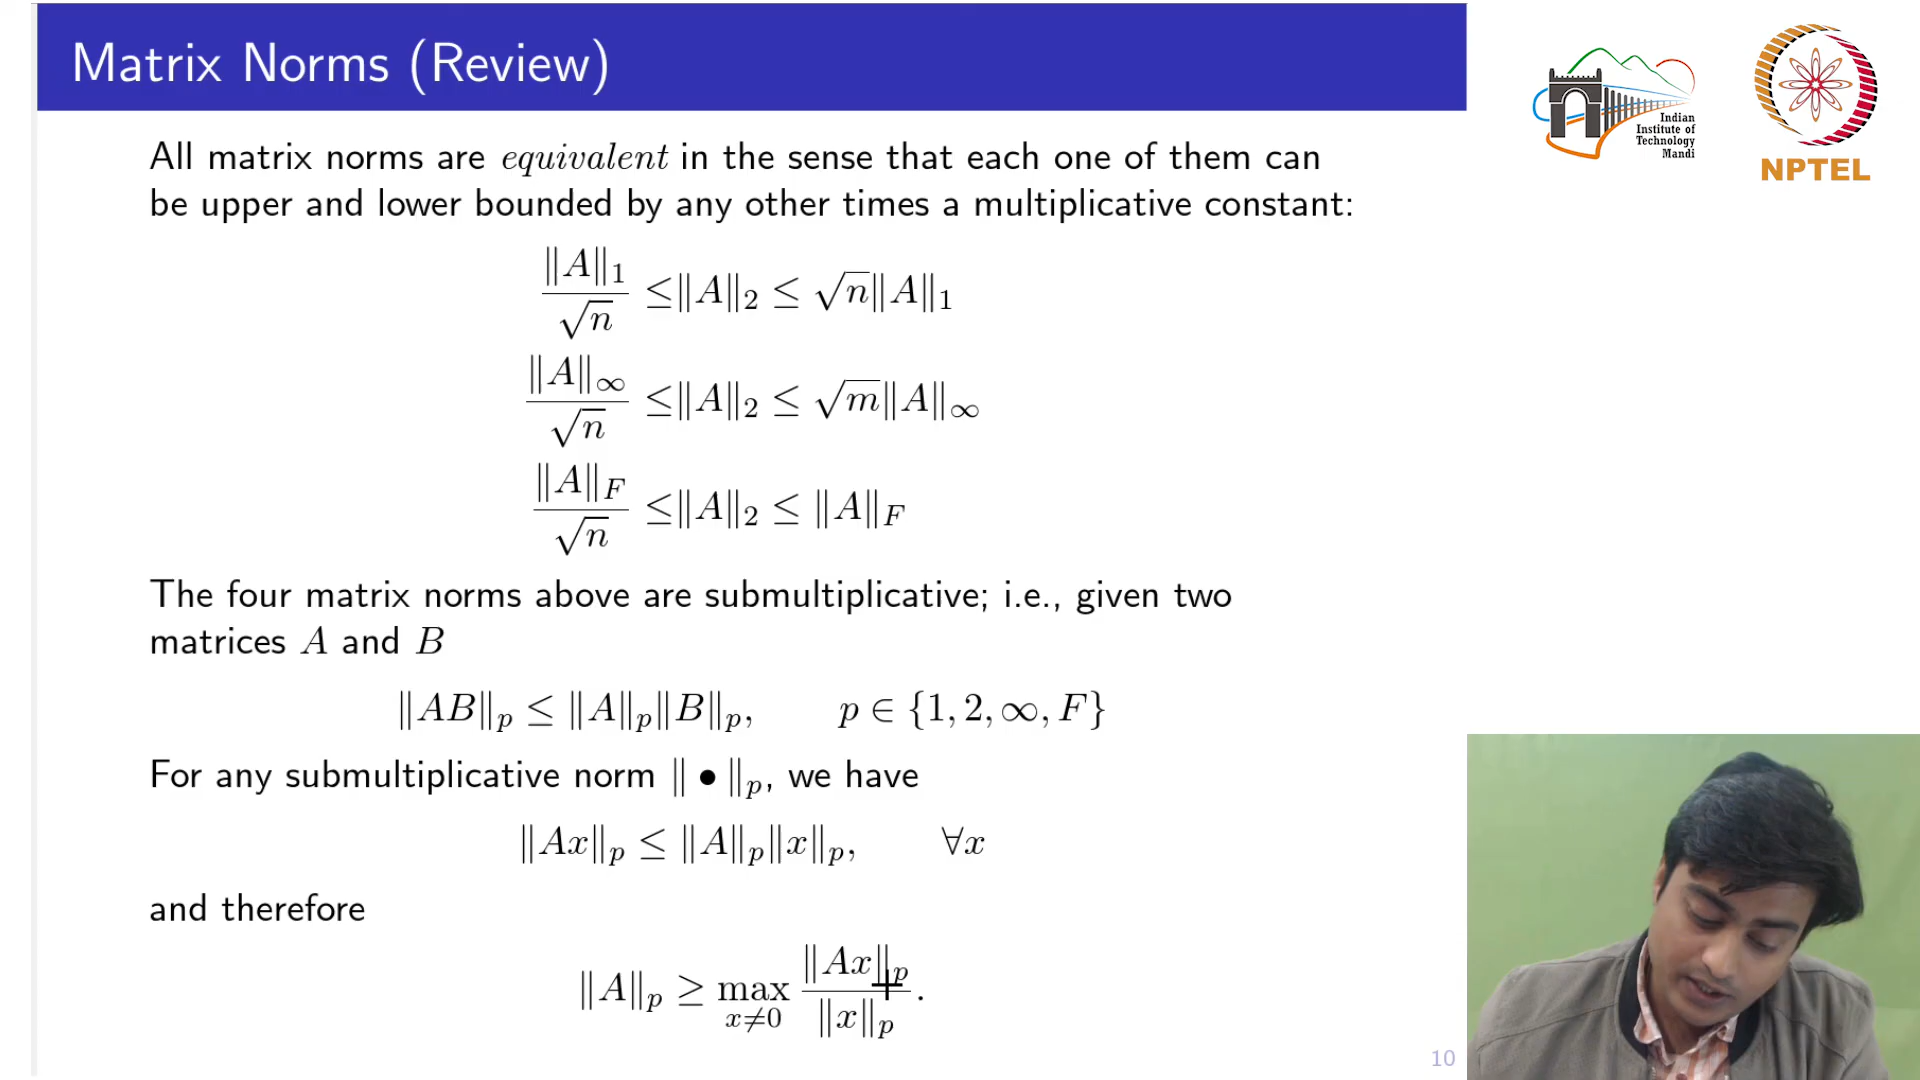 Matrix Norms (Review)
All matrix norms are equivalent in the sense that each one of them can
be upper and lower bounded by any other times a multiplicative constant:
‖A‖₁/√n ≤‖A‖₂ ≤ √n‖A‖₁
‖A‖∞/√n ≤‖A‖₂ ≤ √m‖A‖∞
‖A‖F/√n ≤‖A‖₂ ≤ ‖A‖F
The four matrix norms above are submultiplicative; i.e., given two
matrices A and B
‖AB‖p ≤ ‖A‖p‖B‖p, p ∈ {1, 2, ∞, F}
For any submultiplicative norm ‖ • ‖p, we have
‖Ax‖p ≤ ‖A‖p‖x‖p, ∀x
and therefore
‖A‖p ≥ max x≠0 ‖Ax‖p/‖x‖p.
10
Indian
Institute of
Technology
Mandi
NPTEL